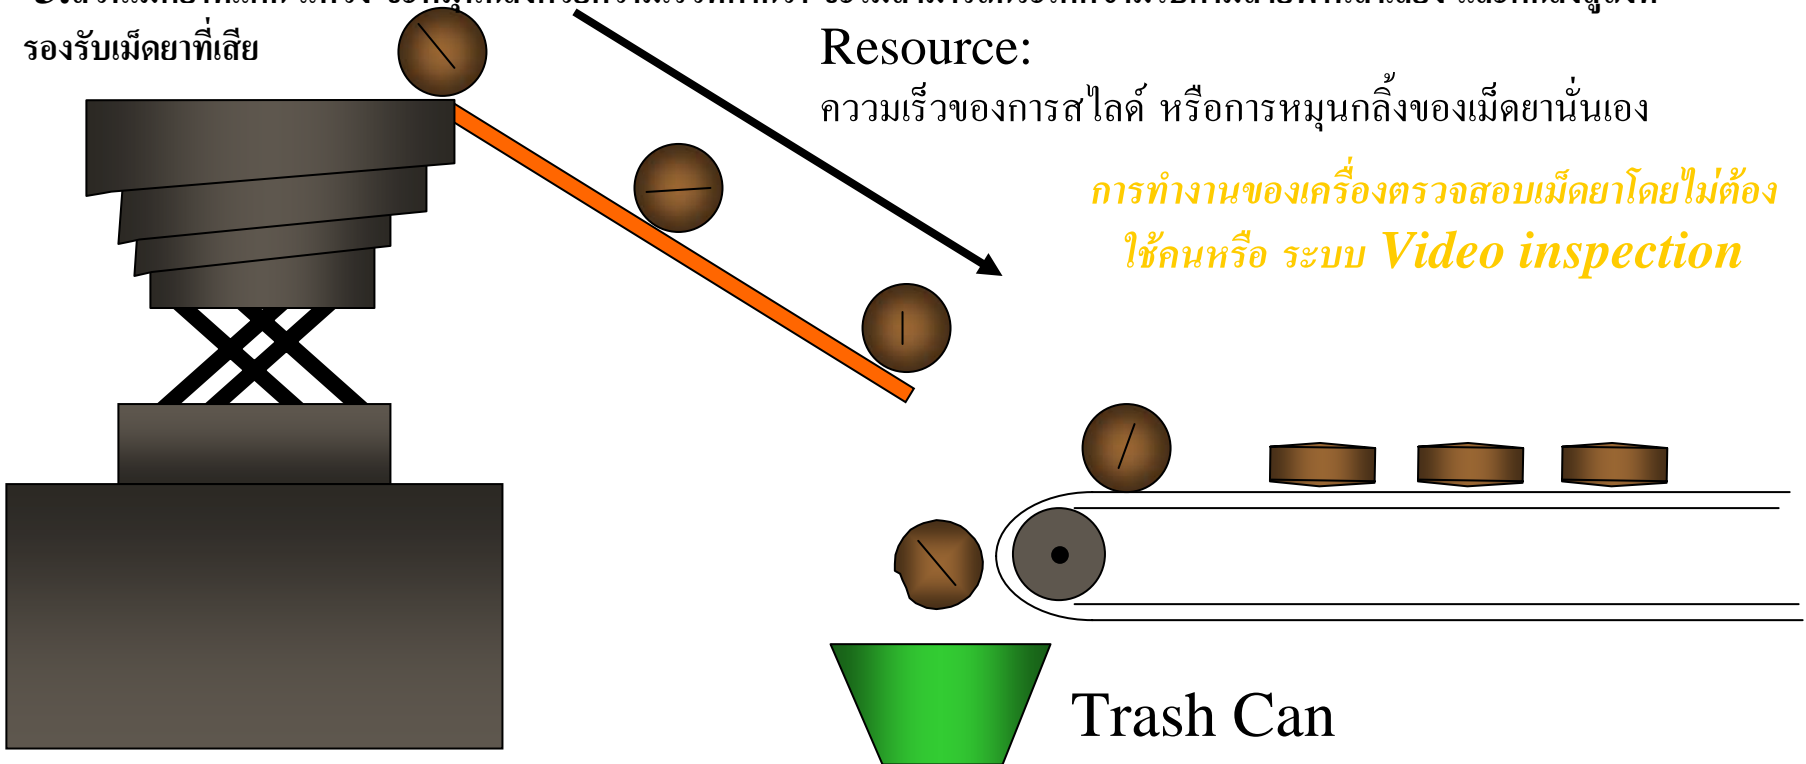 รองรับเม็ดยาที่เสีย
Resource:
ความเร็วของการสไลด์ หรือการหมุนกลิ้งของเม็ดยานั่นเอง
การทำงานของเครื่องตรวจสอบเม็ดยาโดยไม่ต้อง
ใช้คนหรือ ระบบ Video inspection
Trash Can